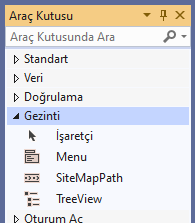 Araç Kutusu
Araç Kutusunda Ara
Standart
Veri
Doğrulama
Gezinti
İşaretçi
Menu
SiteMapPath
TreeView
Oturum Aç